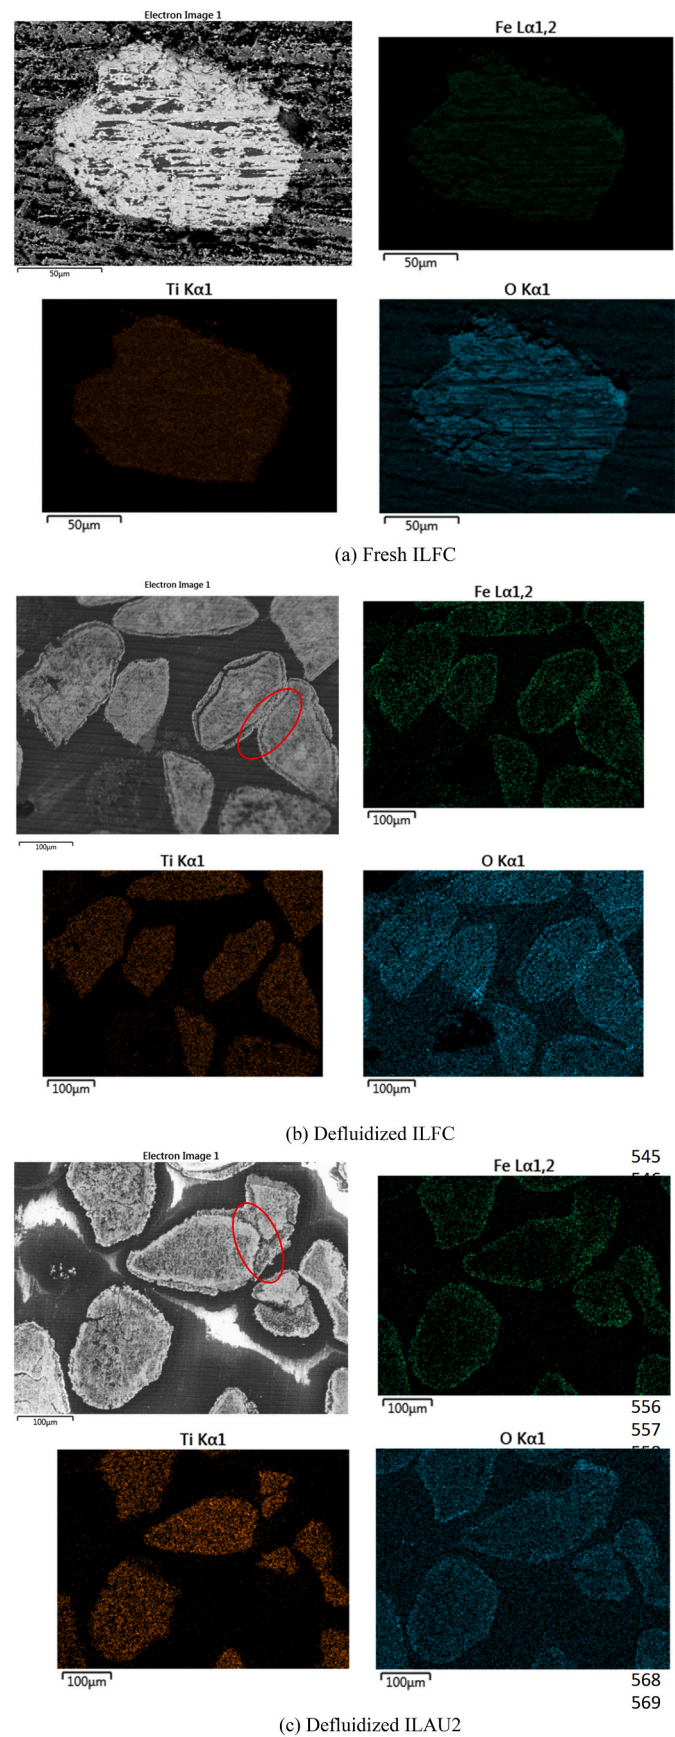 Electron Image 1
Fe Lα1,2
50µm
50µm
Ti Kα1
O Kα1
50µm
50µm
(a) Fresh ILFC
Electron Image 1
Fe Lα1,2
100µm
100µm
Ti Kα1
O Kα1
100µm
100µm
(b) Defluidized ILFC
545
Electron Image 1
Fe Lα1,2
100µm
100µm
556
557
Ti Kα1
O Kα1
100µm
100µm
568
569
(c) Defluidized ILAU2